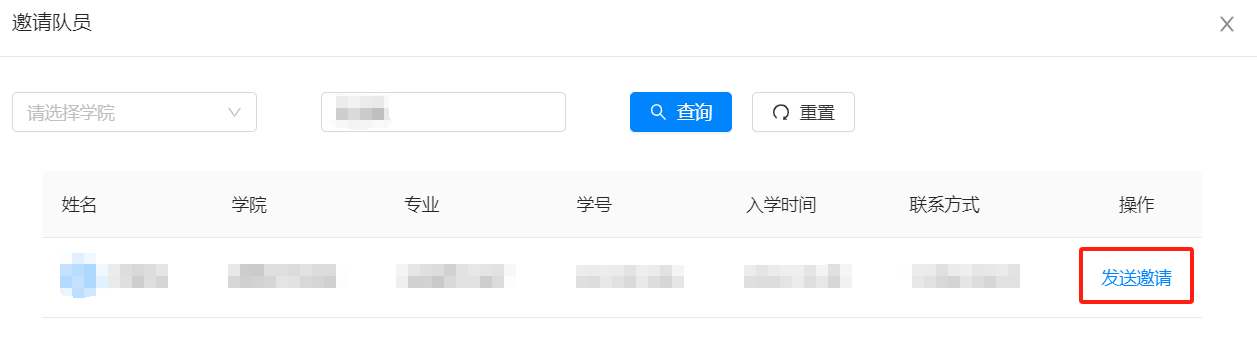 邀请队员
请选择学院 查询 重置
姓名 学院 专业 学号 入学时间 联系方式 操作
发送邀请